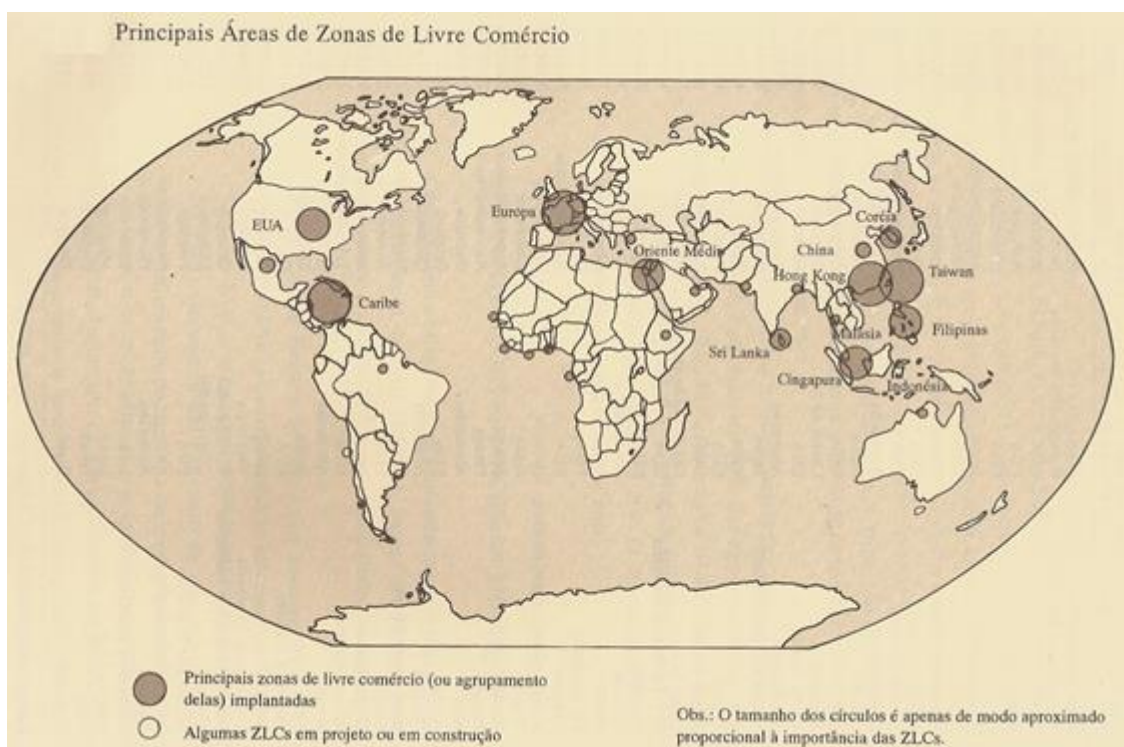 Principais Áreas de Zonas de Livre Comércio
EUA
Caribe
Europa
Oriente Médio
Coréia
China
Hong Kong
Taiwan
Malásia
Filipinas
Sri Lanka
Cingapura
Indonésia
Principais zonas de livre comércio (ou agrupamento
delas) implantadas
Algumas ZLCs em projeto ou em construção
Obs.: O tamanho dos círculos é apenas de modo aproximado
proporcional à importância das ZLCs.